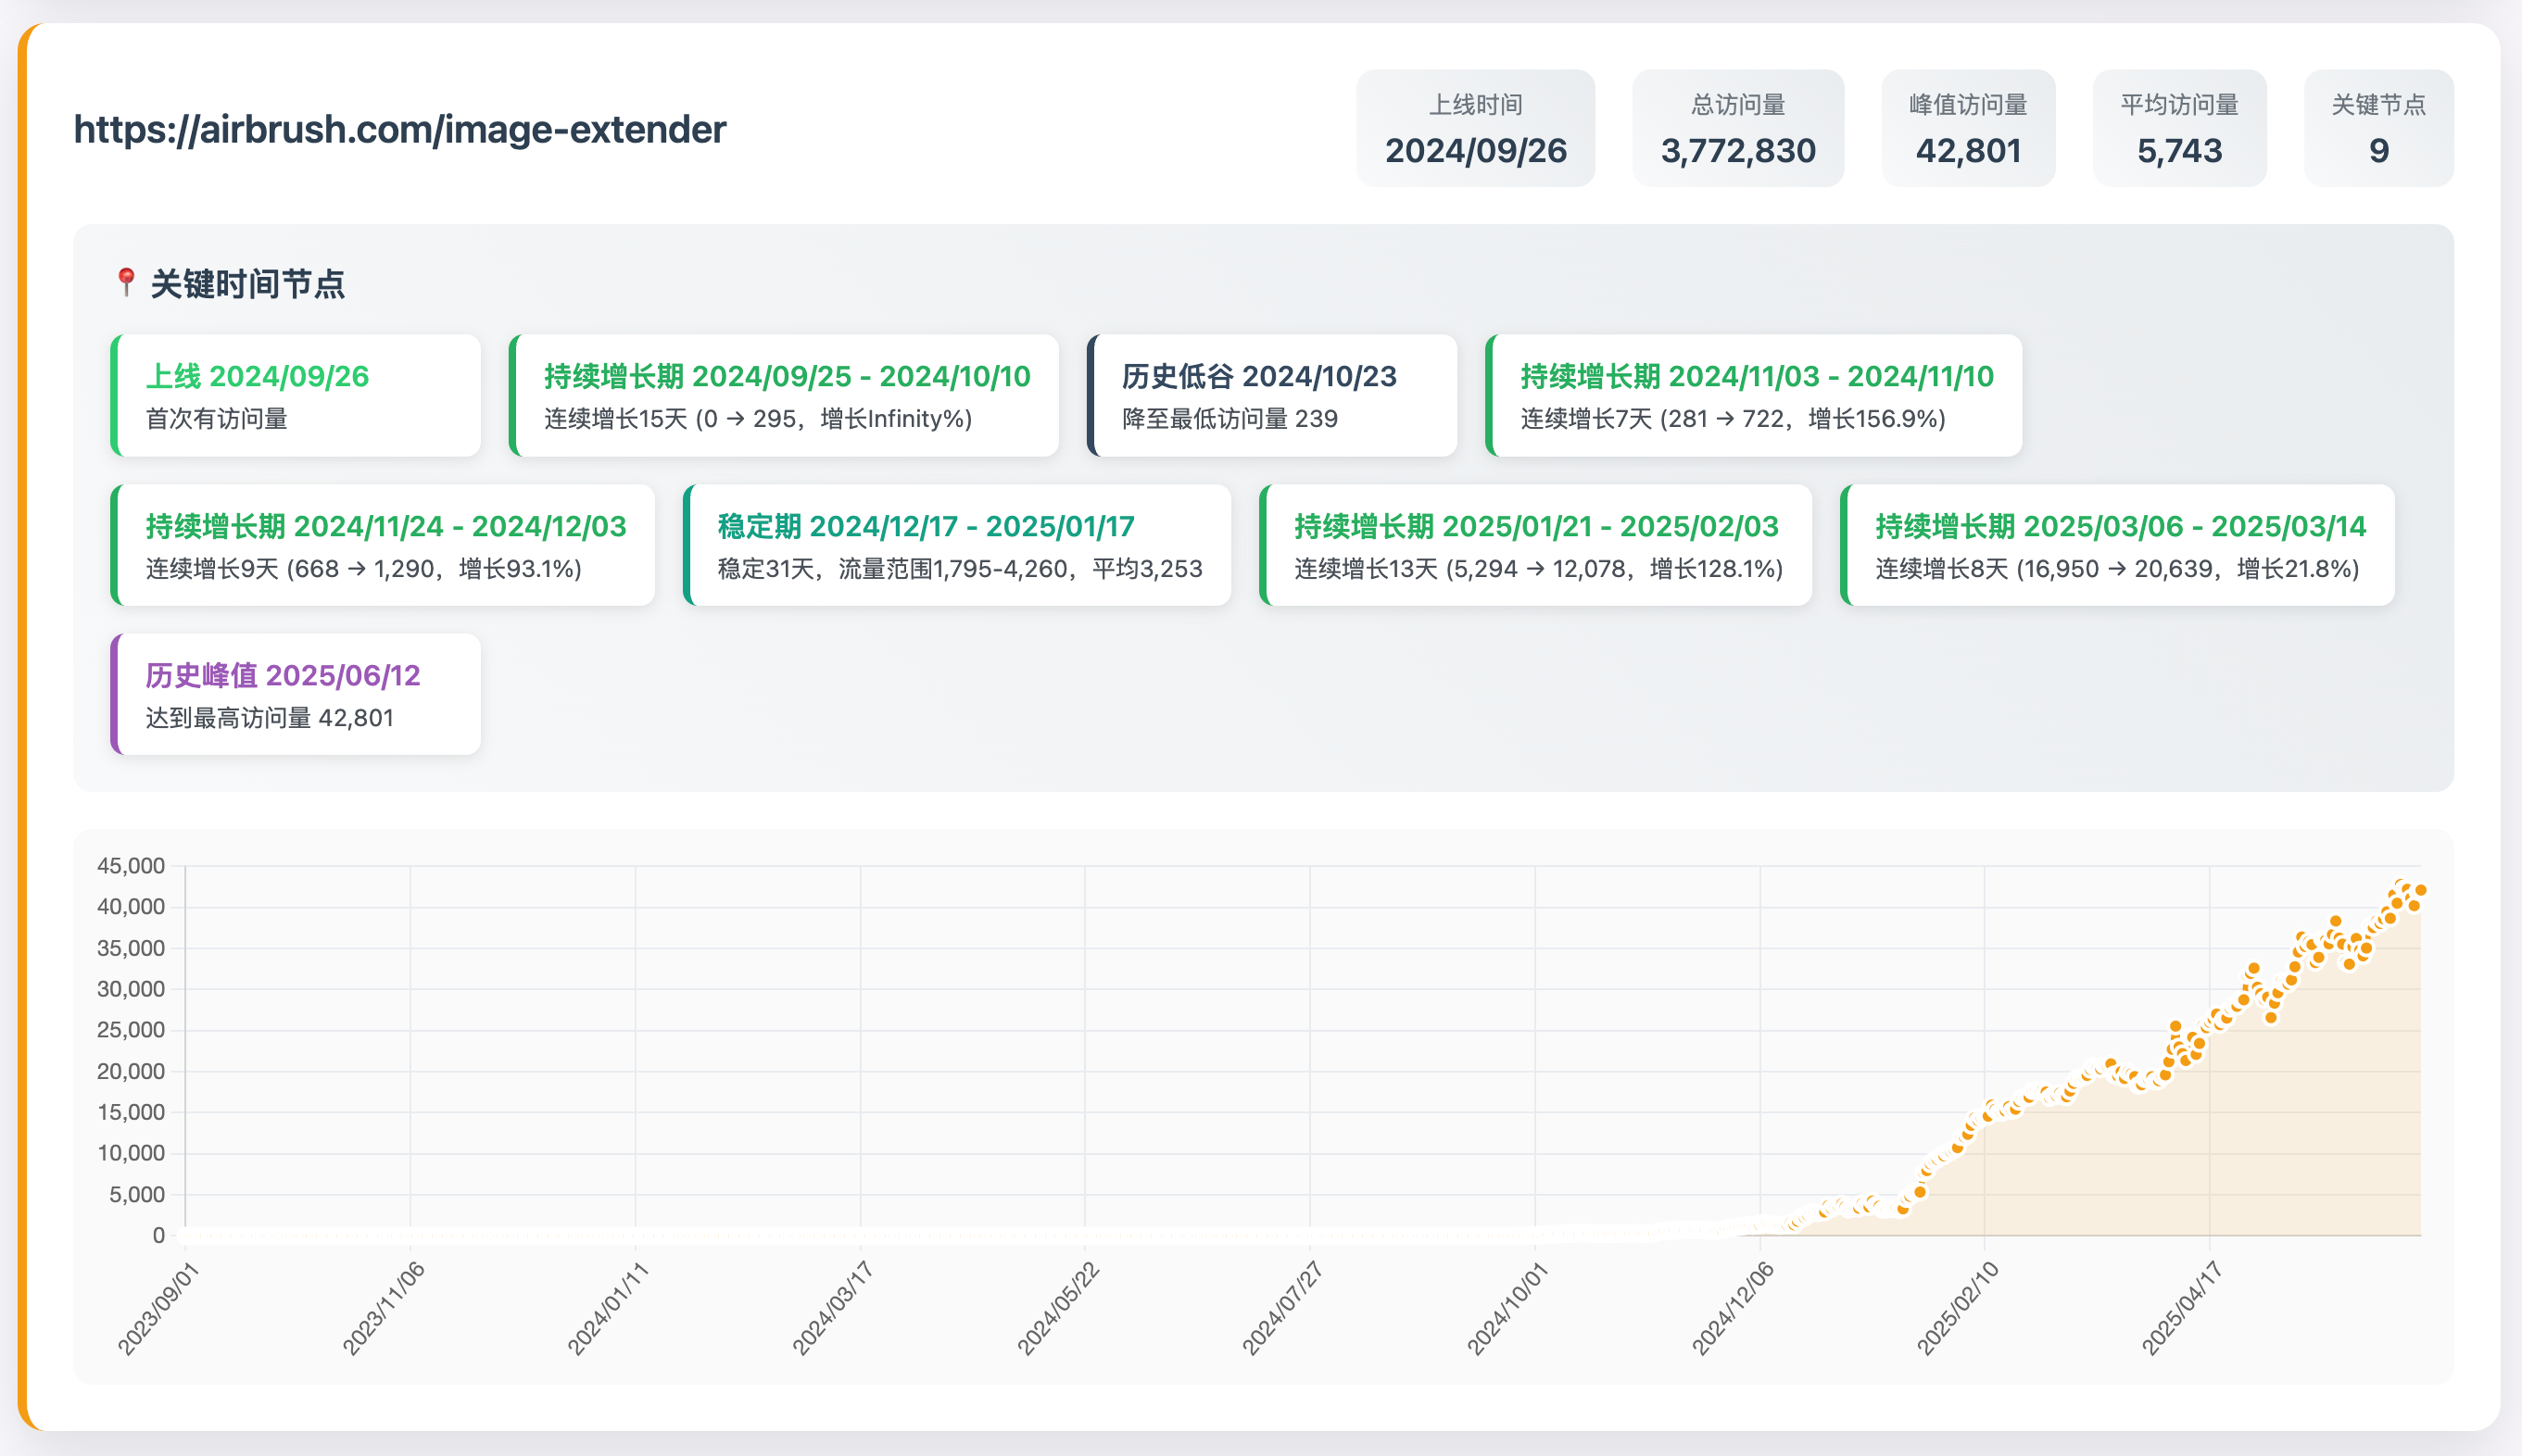 https://airbrush.com/image-extender
上线时间
2024/09/26
总访问量
3,772,830
峰值访问量
42,801
平均访问量
5,743
关键节点
9
📍 关键时间节点
上线 2024/09/26
首次有访问量
持续增长期 2024/09/25 - 2024/10/10
连续增长15天 (0 → 295，增长Infinity%)
历史低谷 2024/10/23
降至最低访问量 239
持续增长期 2024/11/03 - 2024/11/10
连续增长7天 (281 → 722，增长156.9%)
持续增长期 2024/11/24 - 2024/12/03
连续增长9天 (668 → 1,290，增长93.1%)
稳定期 2024/12/17 - 2025/01/17
稳定31天，流量范围1,795-4,260，平均3,253
持续增长期 2025/01/21 - 2025/02/03
连续增长13天 (5,294 → 12,078，增长128.1%)
持续增长期 2025/03/06 - 2025/03/14
连续增长8天 (16,950 → 20,639，增长21.8%)
历史峰值 2025/06/12
达到最高访问量 42,801
45,000
40,000
35,000
30,000
25,000
20,000
15,000
10,000
5,000
0
2023/09/01
2023/11/06
2024/01/11
2024/03/17
2024/05/22
2024/07/27
2024/10/01
2024/12/06
2025/02/10
2025/04/17